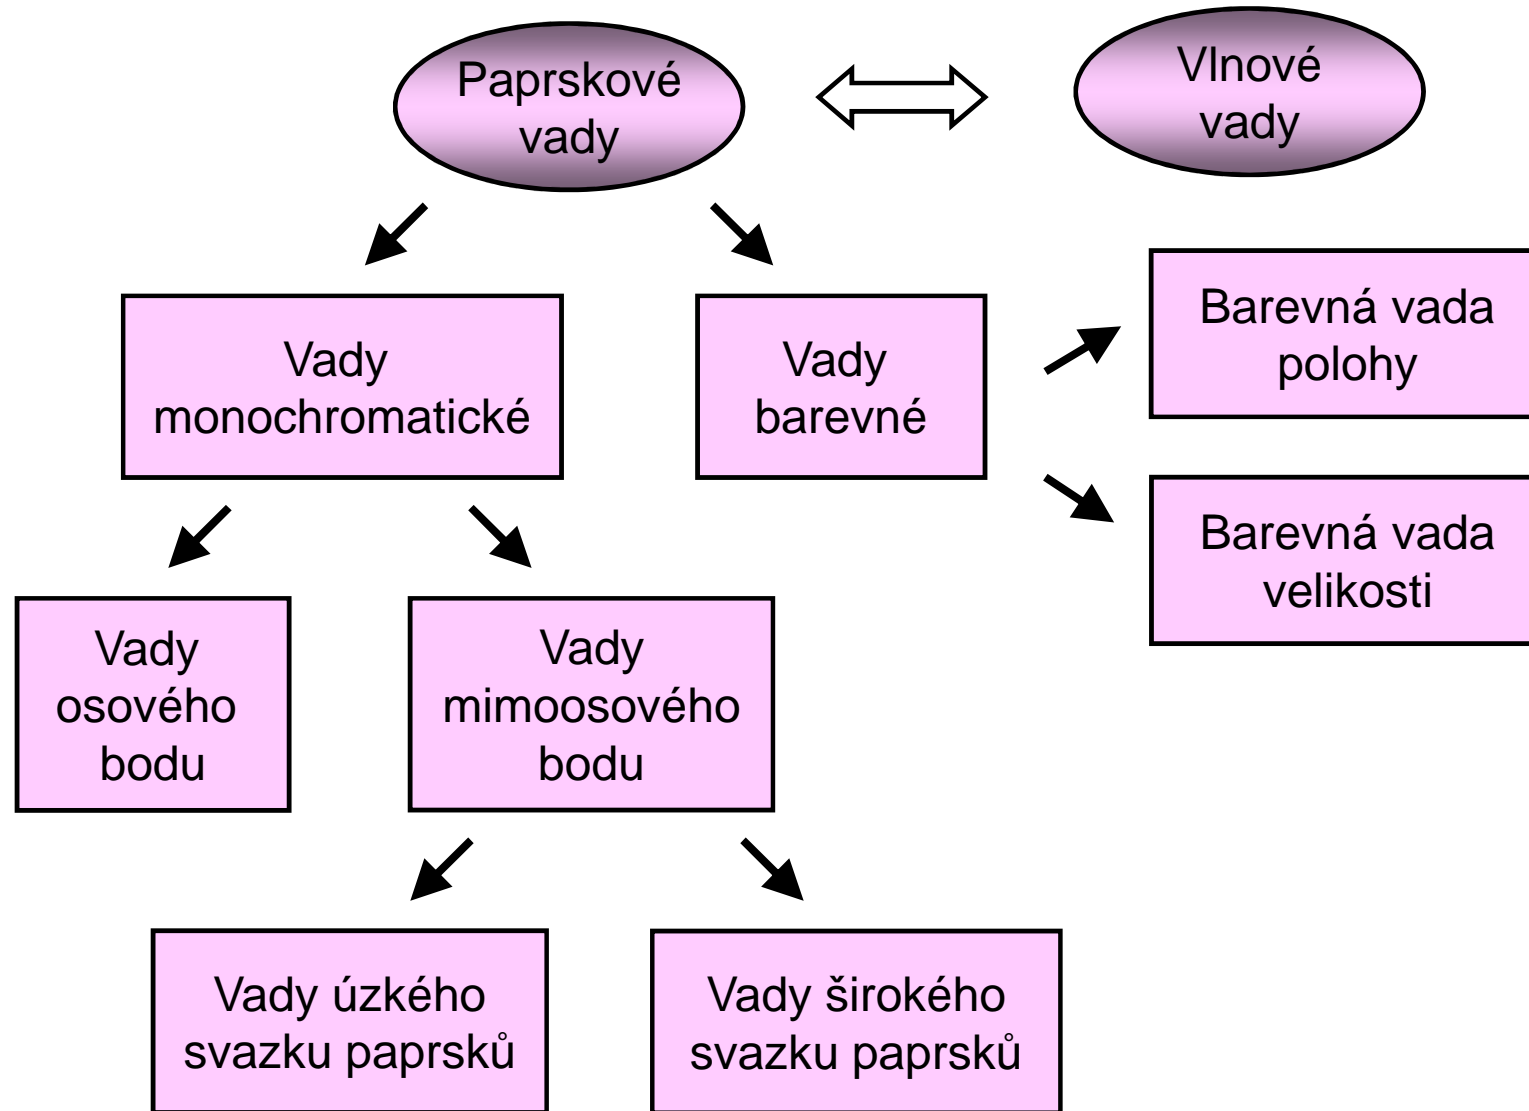 Paprskové
vady
Vlnové
vady
Vady
monochromatické
Vady
barevné
Barevná vada
polohy
Barevná vada
velikosti
Vady
osového
bodu
Vady
mimoosového
bodu
Vady úzkého
svazku paprsků
Vady širokého
svazku paprsků